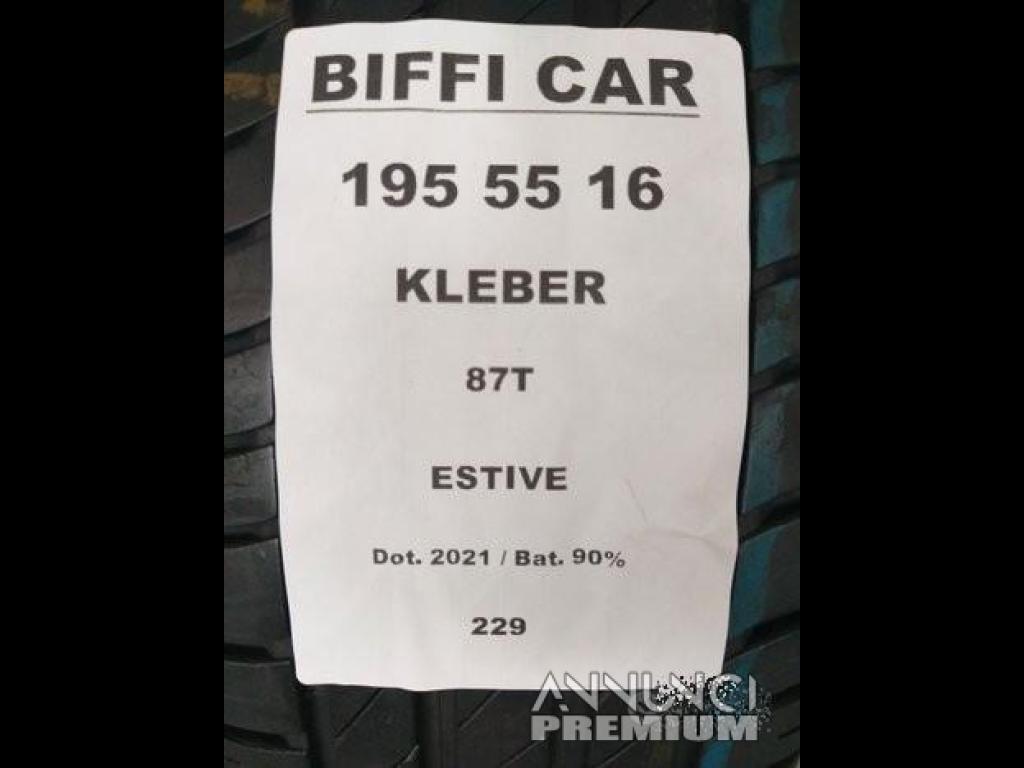 BIFFI CAR
195 55 16
KLEBER
87T
ESTIVE
Dot. 2021 / Bat. 90%
229
ANNUNCI
PREMIUM